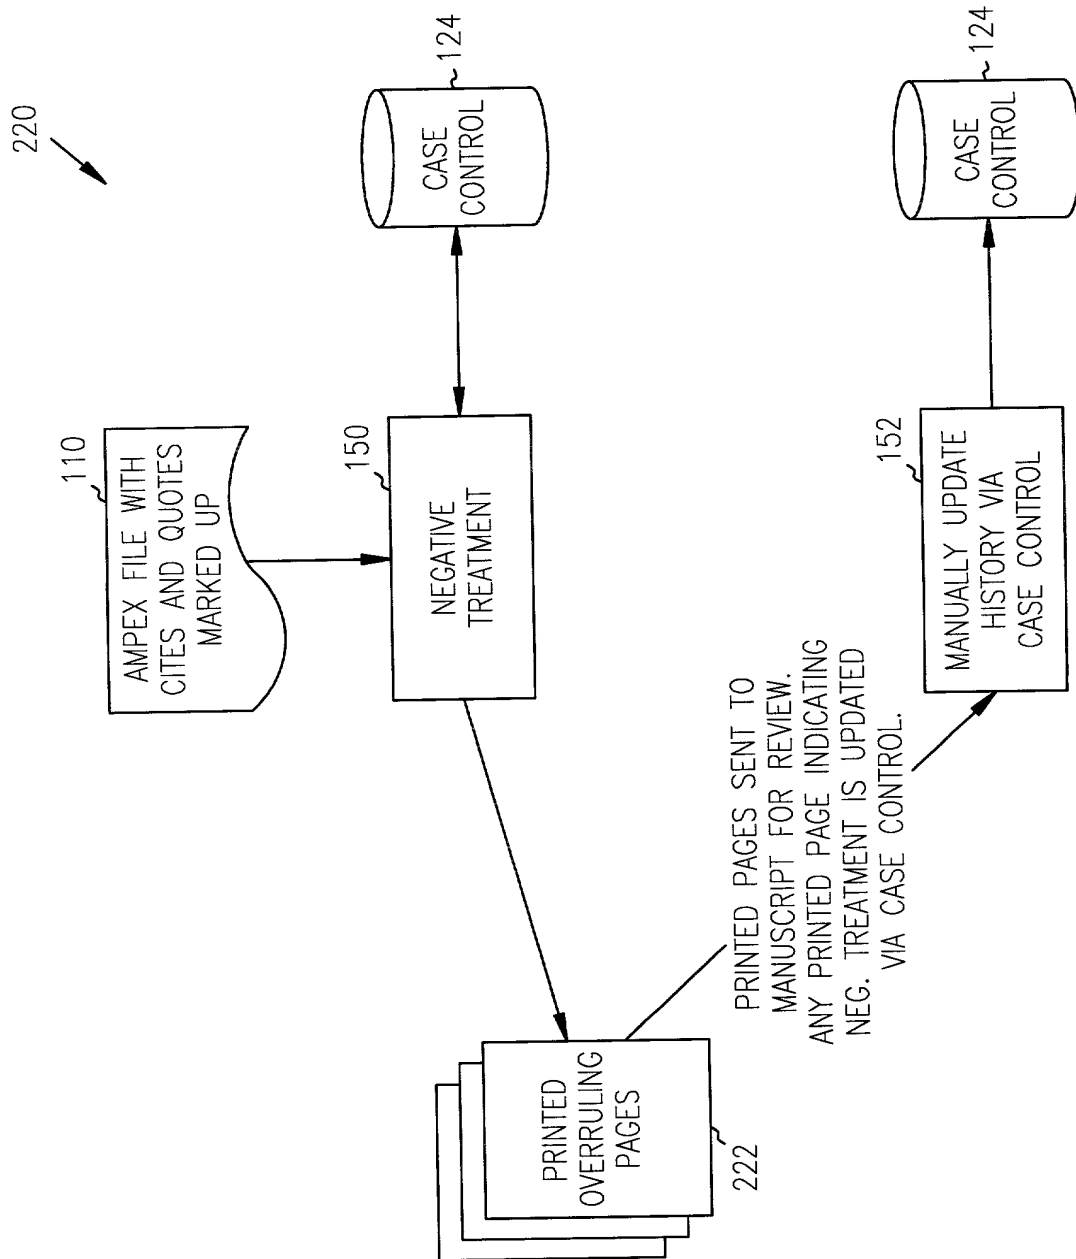 220
110
AMPEX FILE WITH
CITES AND QUOTES
MARKED UP
150
NEGATIVE
TREATMENT
124
CASE
CONTROL
PRINTED
OVERRULING
PAGES
222
PRINTED PAGES SENT TO
MANUSCRIPT FOR REVIEW.
ANY PRINTED PAGE INDICATING
NEG. TREATMENT IS UPDATED
VIA CASE CONTROL.
152
MANUALLY UPDATE
HISTORY VIA
CASE CONTROL
124
CASE
CONTROL